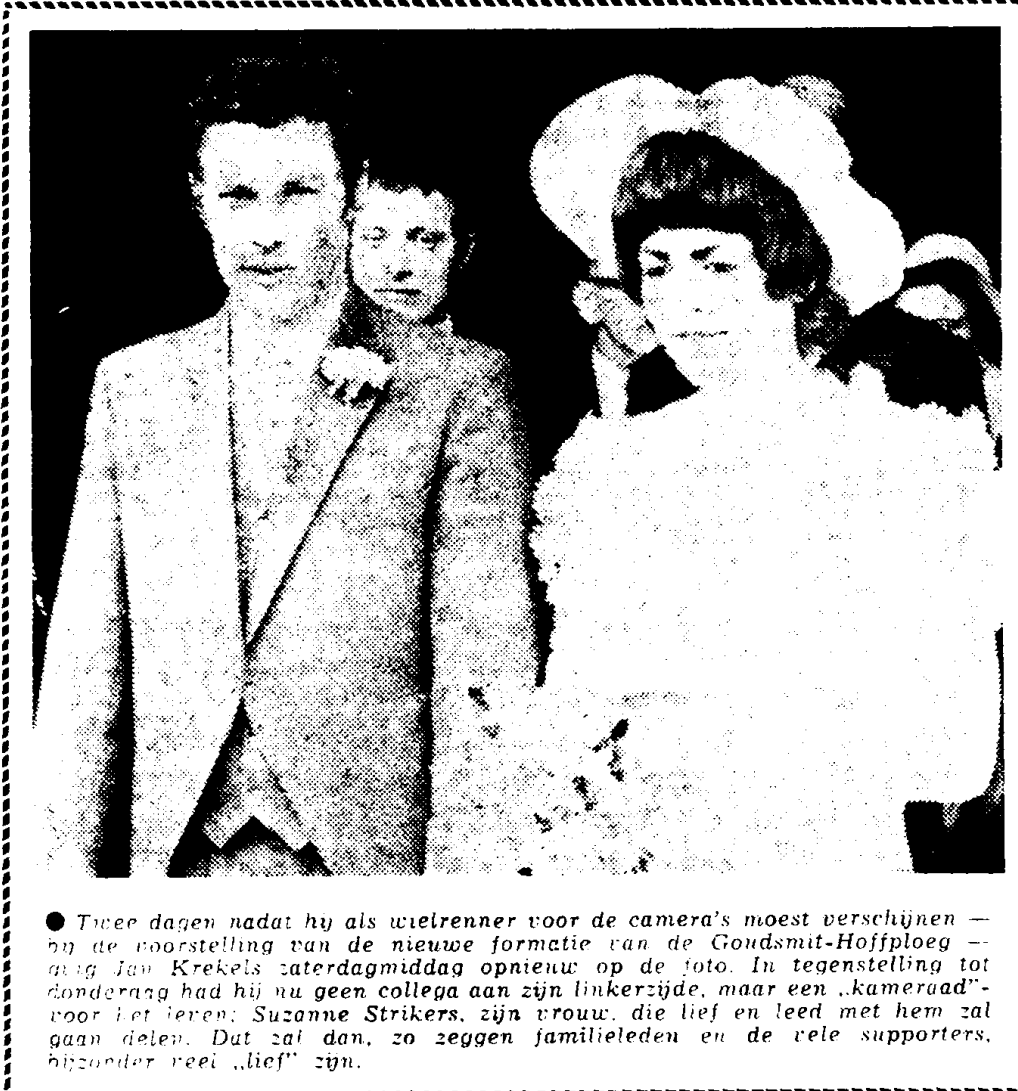 ● Twee dagen nadat hij als wielrenner voor de camera's moest verschijnen —
bij de voorstelling van de nieuwe formatie van de Goudsmit-Hoffploeg —
ging Jan Krekels zaterdagmiddag opnieuw op de foto. In tegenstelling tot
donderdag had hij nu geen collega aan zijn linkerzijde, maar een „kameraad"-
voor het leven: Suzanne Strikers, zijn vrouw, die lief en leed met hem zal
gaan delen. Dat zal dan, zo zeggen familieleden en de vele supporters,
bijzonder veel „lief" zijn.